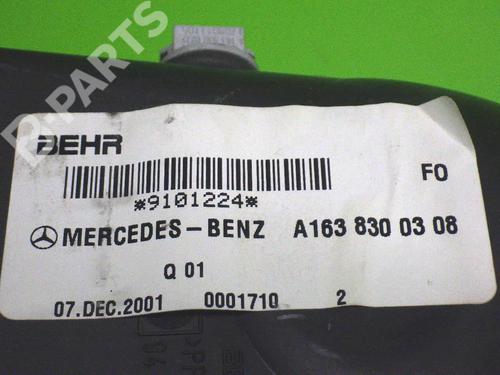 B-PARTS
BEHR
FO
*9101224*
MERCEDES-BENZ A163 830 03 08
Q 01
07.DEC.2001 0001710 2